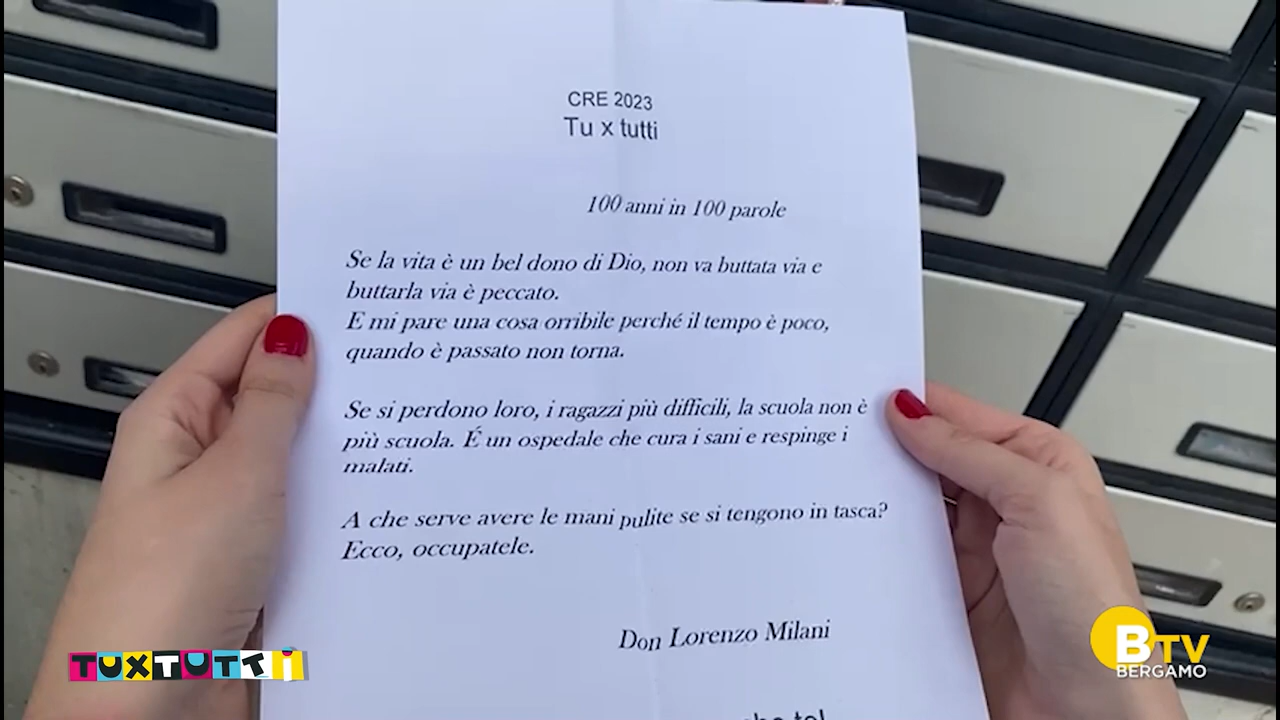 CRE 2023
Tu x tutti
100 anni in 100 parole
Se la vita è un bel dono di Dio, non va buttata via e
buttarla via è peccato.
E mi pare una cosa orribile perché il tempo è poco,
quando è passato non torna.
Se si perdono loro, i ragazzi più difficili, la scuola non è
più scuola. É un ospedale che cura i sani e respinge i
malati.
A che serve avere le mani pulite se si tengono in tasca?
Ecco, occupatele.
Don Lorenzo Milani
TUXTUTTI
BTV
BERGAMO